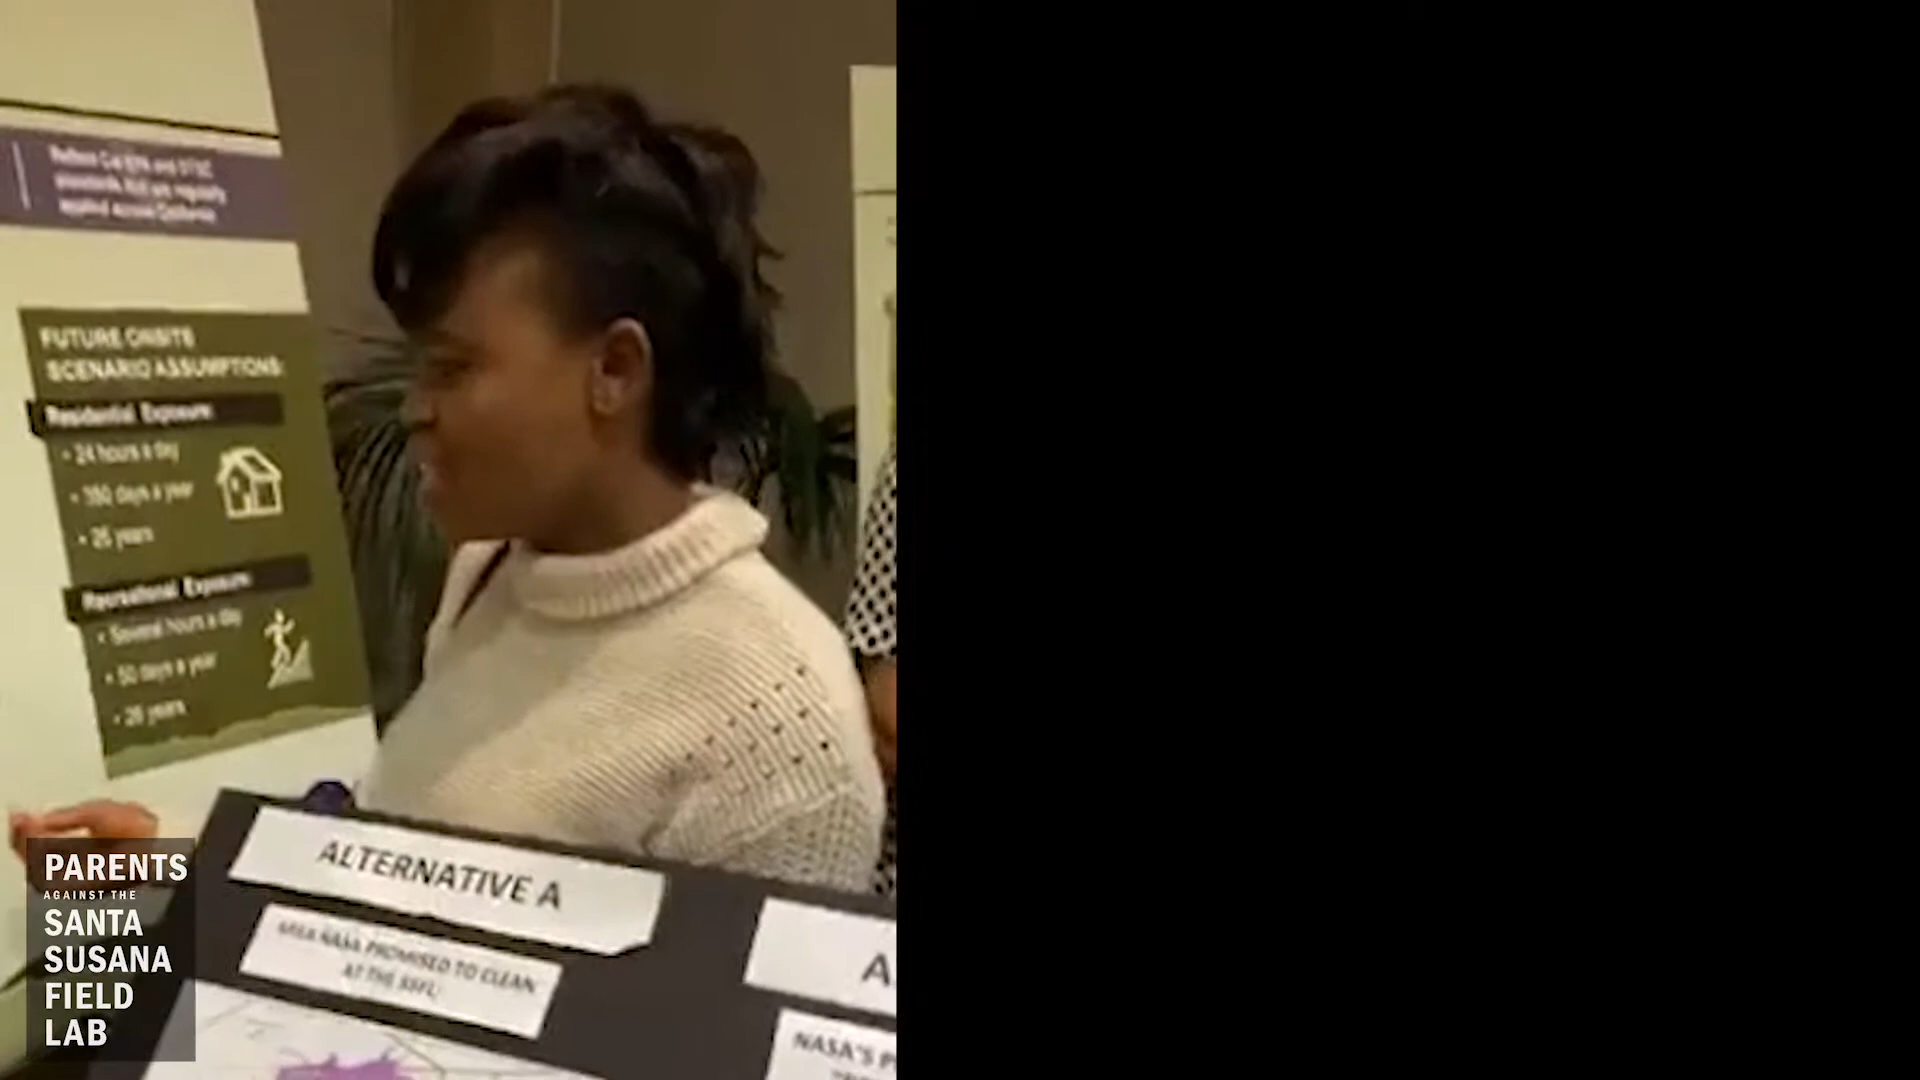 FUTURE ONSITE
SCENARIO ASSUMPTIONS:
Residential Exposure:
• 24 hours a day
• 350 days a year
• 26 years
Recreational Exposure:
• Several hours a day
• 50 days a year
• 26 years
ALTERNATIVE A
AREA NASA PROMISED TO CLEAN
AT THE SSFL:
A
NASA'S P
PARENTS
AGAINST THE
SANTA
SUSANA
FIELD
LAB